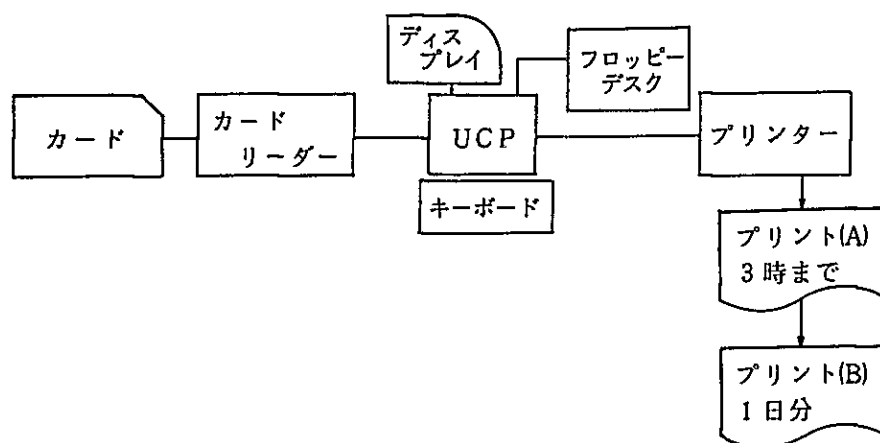 ディス
プレイ
フロッピー
デスク
カード
カード
リーダー
UCP
プリンター
キーボード
プリント(A)
3時まで
プリント(B)
1日分